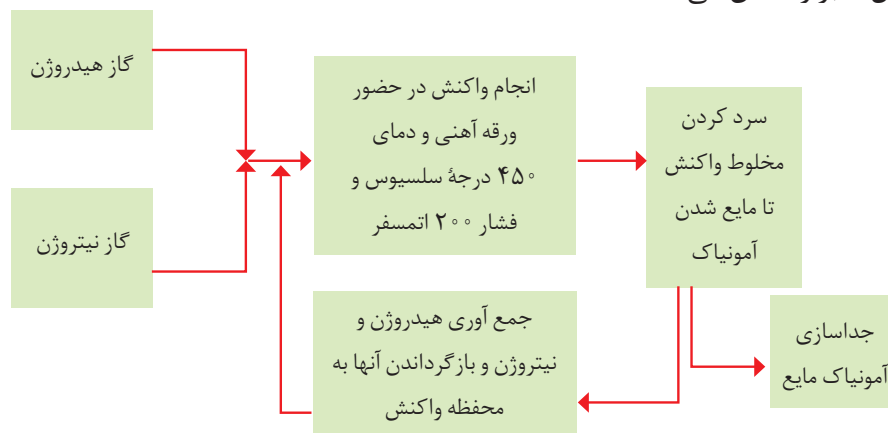 گاز هیدروژن
گاز نیتروژن
انجام واکنش در حضور
ورقه آهنی و دمای
۴۵۰ درجۀ سلسیوس و
فشار ۲۰۰ اتمسفر
سرد کردن
مخلوط واکنش
تا مایع شدن
آمونیاک
جمع آوری هیدروژن و
نیتروژن و بازگرداندن آنها به
محفظه واکنش
جداسازی
آمونیاک مایع